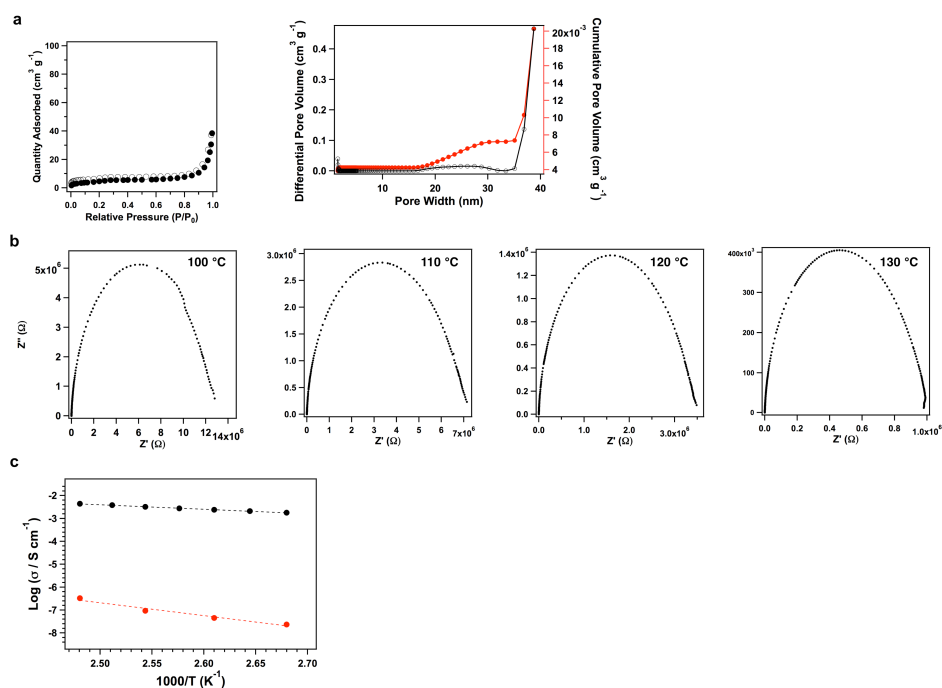 a
100
80
60
40
20
0
0.0 0.2 0.4 0.6 0.8 1.0
Quantity Adsorbed (cm³ g⁻¹)
Relative Pressure (P/P₀)
0.4
0.3
0.2
0.1
0.0
10 20 30 40
Differential Pore Volume (cm³ g⁻¹)
Pore Width (nm)
20x10⁻³
18
16
14
12
10
8
6
4
Cumulative Pore Volume (cm³ g⁻¹)
b
100 °C
5x10⁶
4
3
2
1
0
0 2 4 6 8 10 14x10⁶
Z'' (Ω)
Z' (Ω)
110 °C
3.0x10⁶
2.5
2.0
1.5
1.0
0.5
0.0
0 1 2 3 4 5 7x10⁶
Z' (Ω)
120 °C
1.4x10⁶
1.2
1.0
0.8
0.6
0.4
0.2
0.0
0.0 1.0 2.0 3.0x10⁶
Z' (Ω)
130 °C
400x10³
300
200
100
0
0.0 0.2 0.4 0.6 0.8 1.0x10⁶
Z' (Ω)
c
-2
-3
-6
-7
-8
2.50 2.55 2.60 2.65 2.70
Log (σ / S cm⁻¹)
1000/T (K⁻¹)